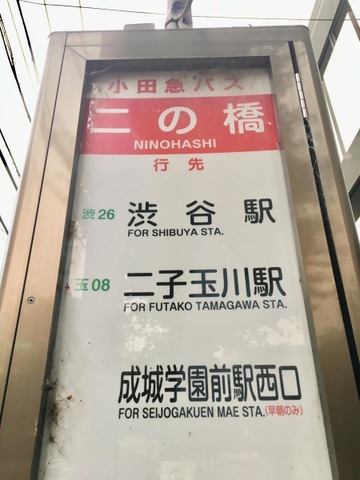 小田急バス
二の橋
NINOHASHI
行先
渋26 渋谷駅
FOR SHIBUYA STA.
玉08 二子玉川駅
FOR FUTAKO TAMAGAWA STA.
成城学園前駅西口
FOR SEIJOGAKUEN MAE STA.(早朝のみ)